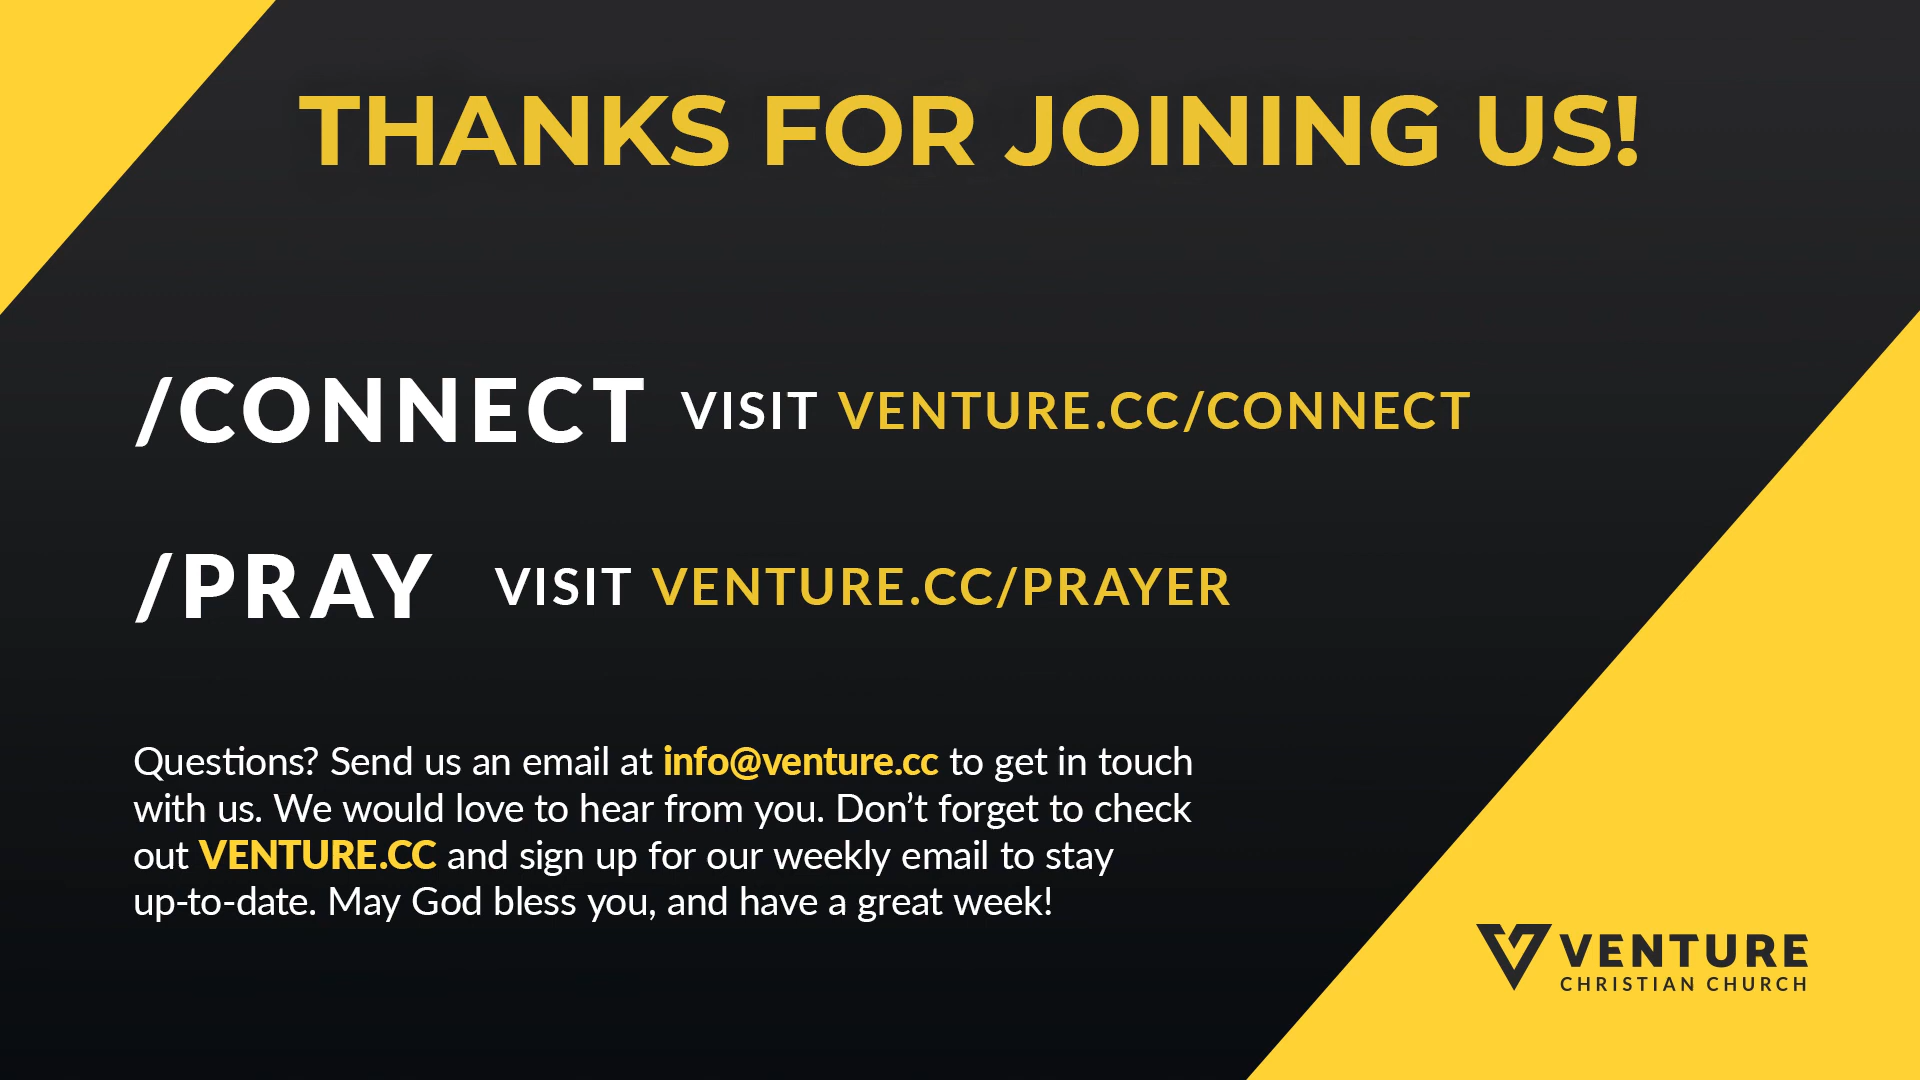 THANKS FOR JOINING US!
/CONNECT VISIT VENTURE.CC/CONNECT
/PRAY VISIT VENTURE.CC/PRAYER
Questions? Send us an email at info@venture.cc to get in touch
with us. We would love to hear from you. Don’t forget to check
out VENTURE.CC and sign up for our weekly email to stay
up-to-date. May God bless you, and have a great week!
VENTURE
CHRISTIAN CHURCH